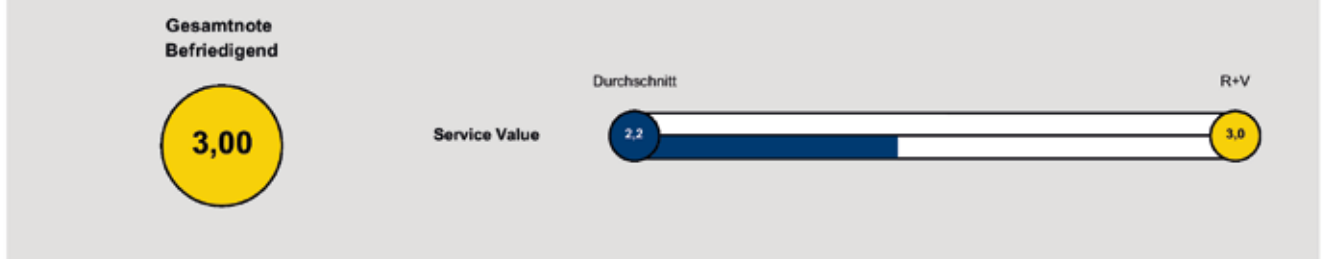 Gesamtnote
Befriedigend
3,00
Durchschnitt
R+V
Service Value
2,2
3,0